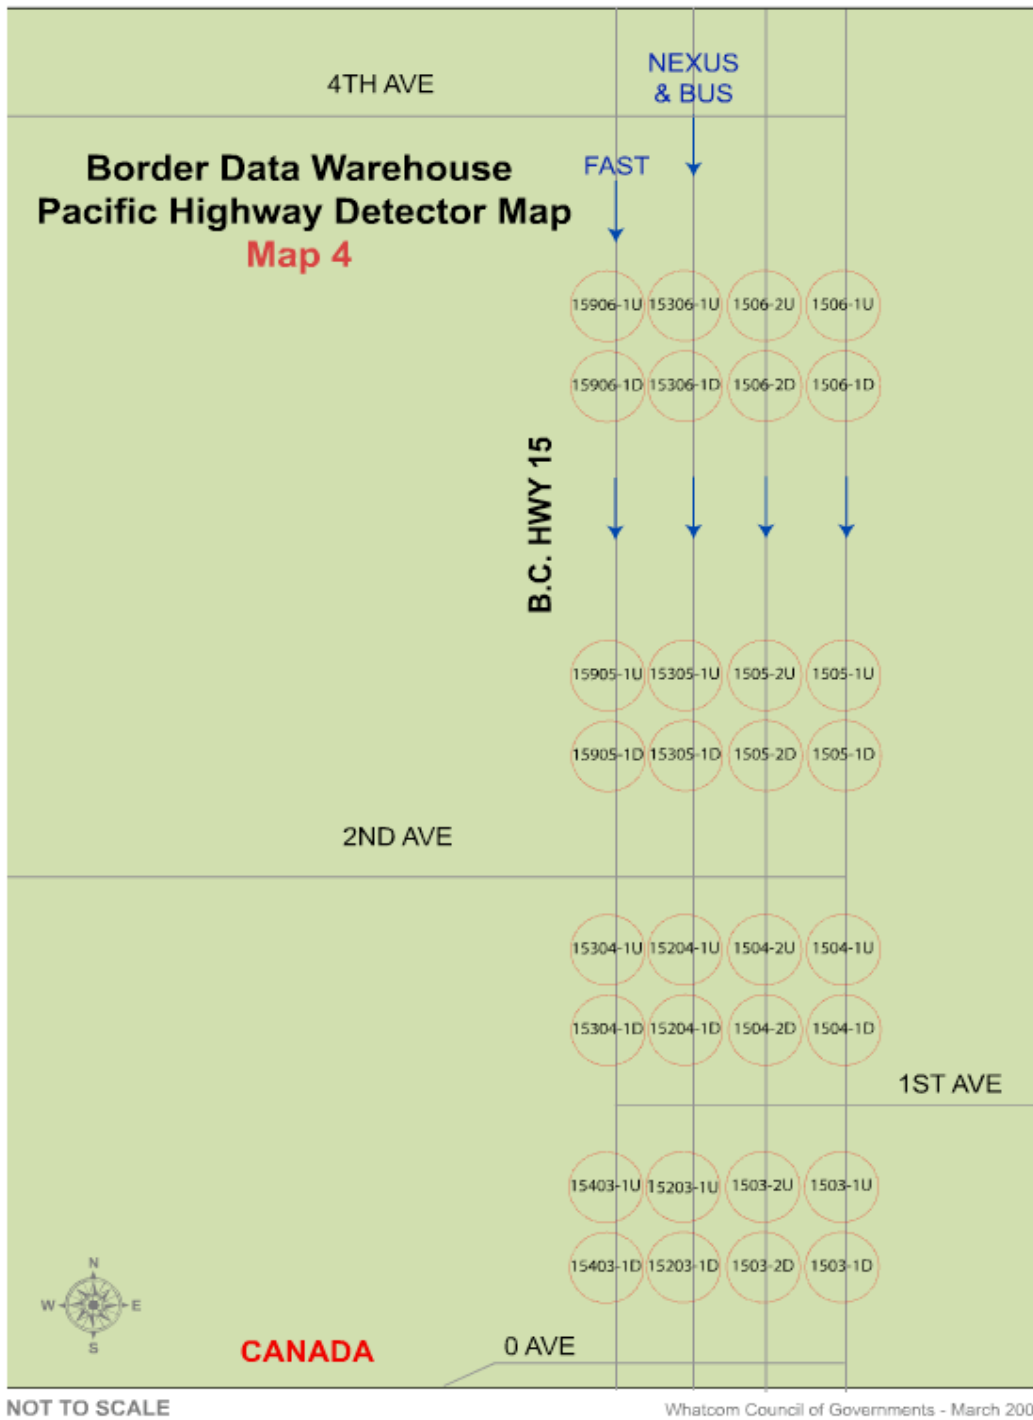 4TH AVE
NEXUS
& BUS
Border Data Warehouse
Pacific Highway Detector Map
Map 4
FAST
15906-1U 15306-1U 1506-2U 1506-1U
15906-1D 15306-1D 1506-2D 1506-1D
B.C. HWY 15
15905-1U 15305-1U 1505-2U 1505-1U
15905-1D 15305-1D 1505-2D 1505-1D
2ND AVE
15304-1U 15204-1U 1504-2U 1504-1U
15304-1D 15204-1D 1504-2D 1504-1D
1ST AVE
15403-1U 15203-1U 1503-2U 1503-1U
15403-1D 15203-1D 1503-2D 1503-1D
N
W E
S
CANADA
0 AVE
NOT TO SCALE
Whatcom Council of Governments - March 200